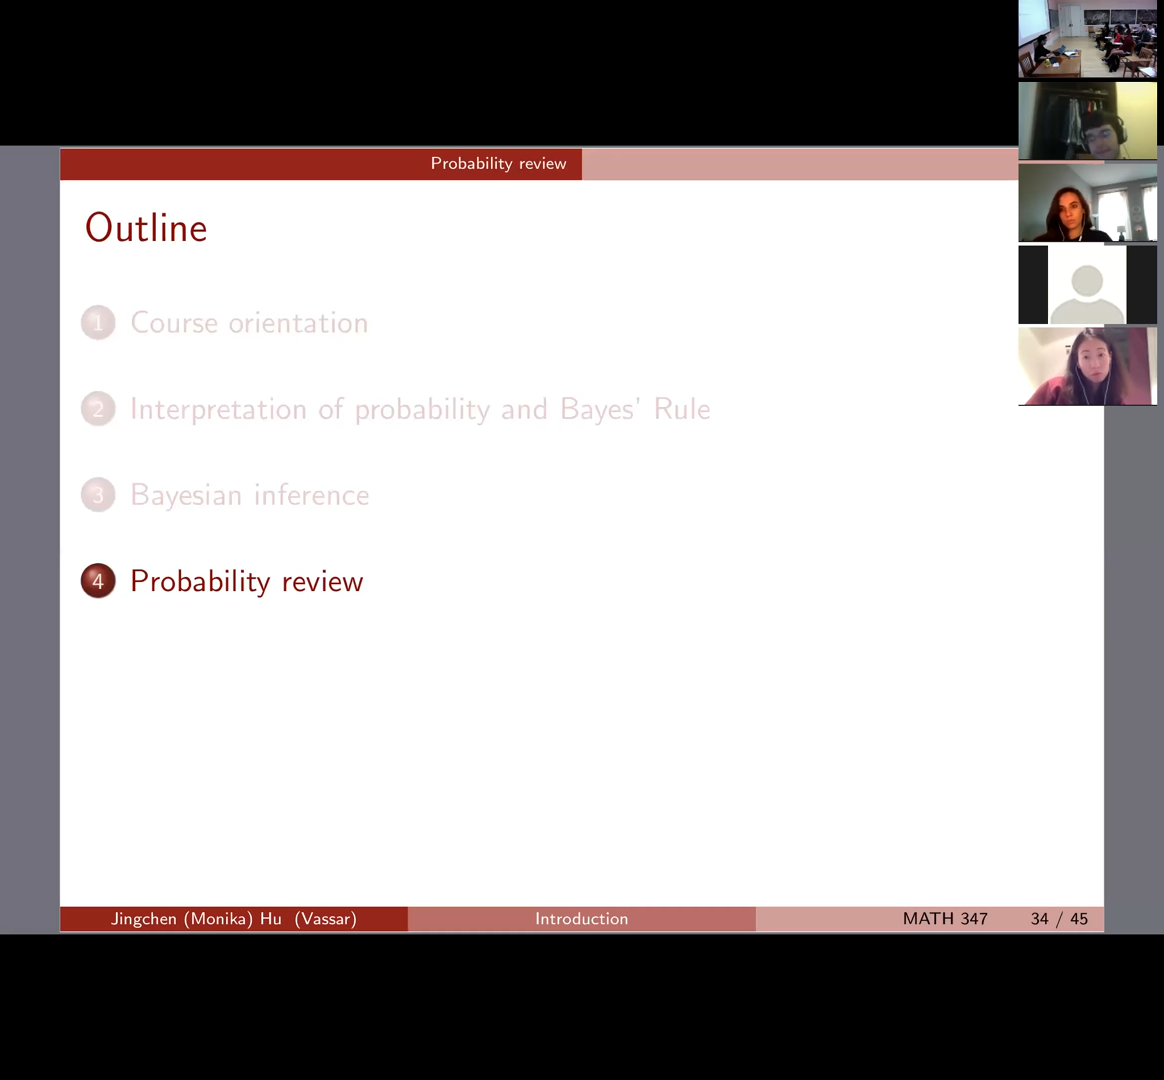 Probability review
Outline
1 Course orientation
2 Interpretation of probability and Bayes' Rule
3 Bayesian inference
4 Probability review
Jingchen (Monika) Hu (Vassar) Introduction MATH 347 34 / 45